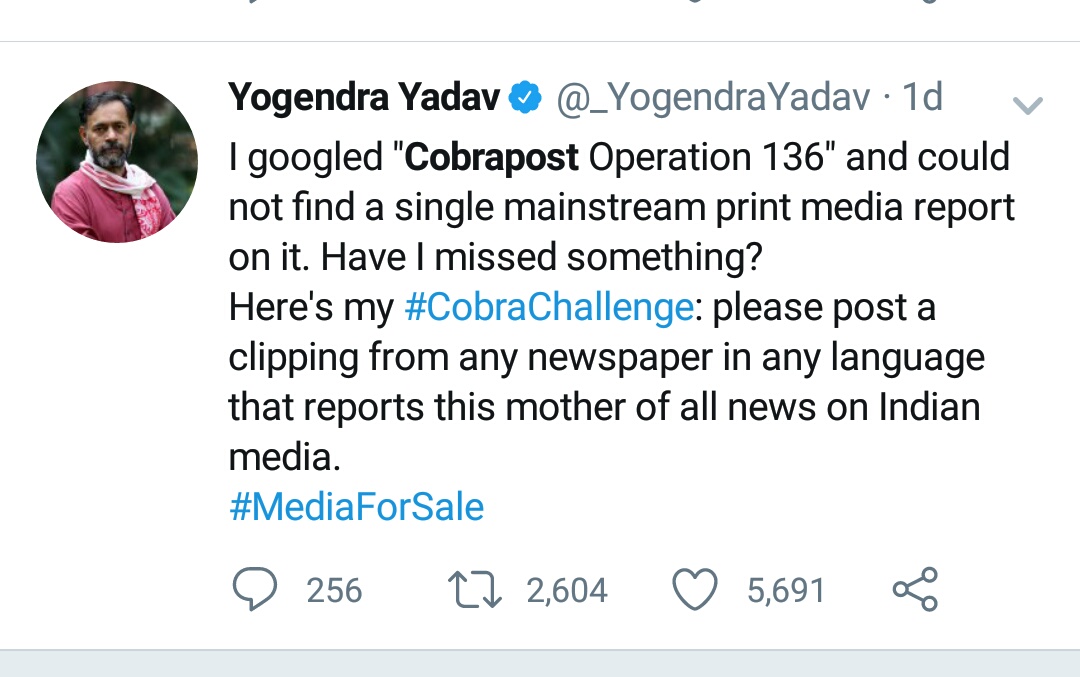 Yogendra Yadav @_YogendraYadav · 1d
I googled "Cobrapost Operation 136" and could
not find a single mainstream print media report
on it. Have I missed something?
Here's my #CobraChallenge: please post a
clipping from any newspaper in any language
that reports this mother of all news on Indian
media.
#MediaForSale
256 2,604 5,691